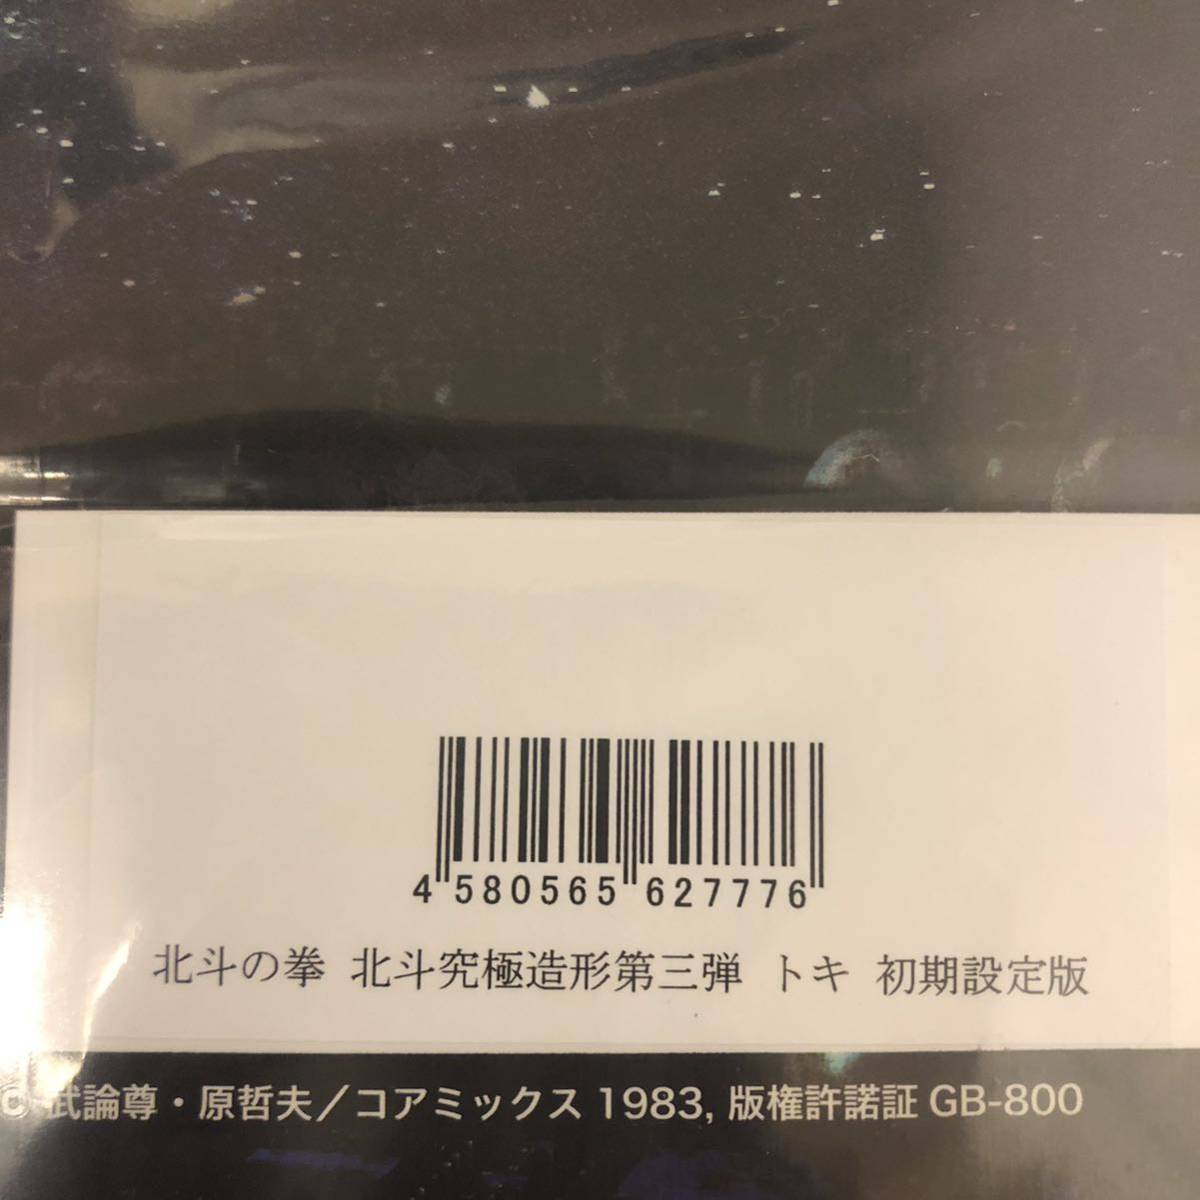 4 580565 627776
北斗の拳 北斗究極造形第三弾 トキ 初期設定版
© 武論尊・原哲夫／コアミックス 1983, 版権許諾証 GB-800